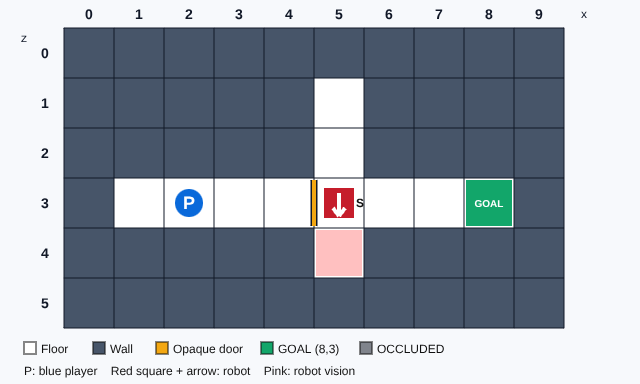 0 1 2 3 4 5 6 7 8 9 x
z
0
1
2
3 P S GOAL
4
5
Floor Wall Opaque door GOAL (8,3) OCCLUDED
P: blue player Red square + arrow: robot Pink: robot vision